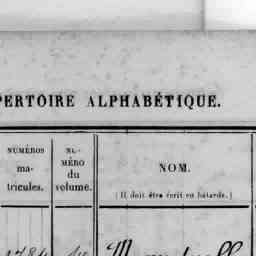 PERTOIRE ALPHABÉTIQUE.
NUMÉROS
ma-
tricules.
NU-
MÉRO
du
volume.
NOM.
(Il doit être écrit en bâtarde.)